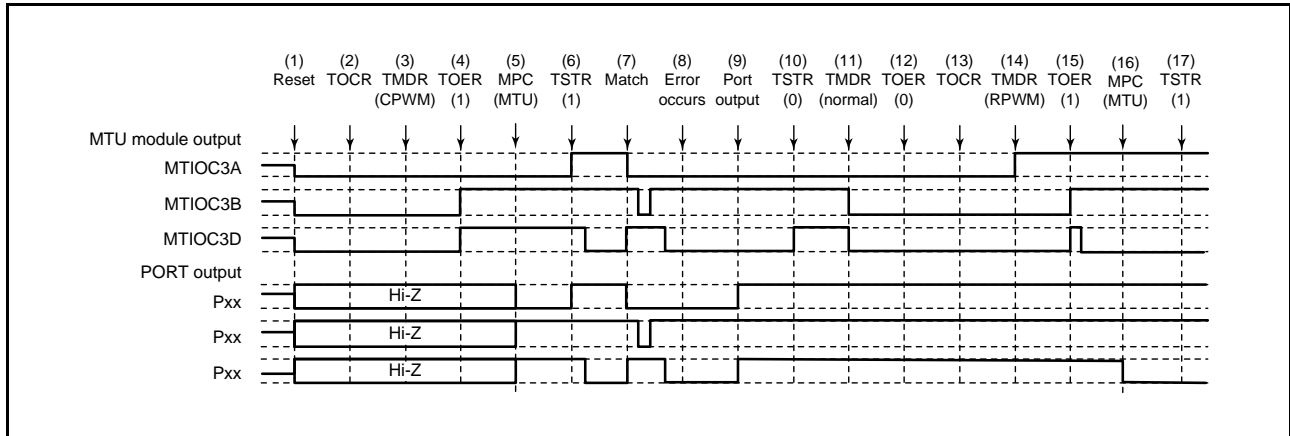 (1) (2) (3) (4) (5) (6) (7) (8) (9) (10) (11) (12) (13) (14) (15) (16) (17)
Reset TOCR TMDR TOER MPC TSTR Match Error Port TSTR TMDR TOER TOCR TMDR TOER MPC TSTR
(CPWM) (1) (MTU) (1) occurs output (0) (normal) (0) (RPWM) (1) (MTU) (1)
MTU module output
MTIOC3A
MTIOC3B
MTIOC3D
PORT output
Pxx Hi-Z
Pxx Hi-Z
Pxx Hi-Z